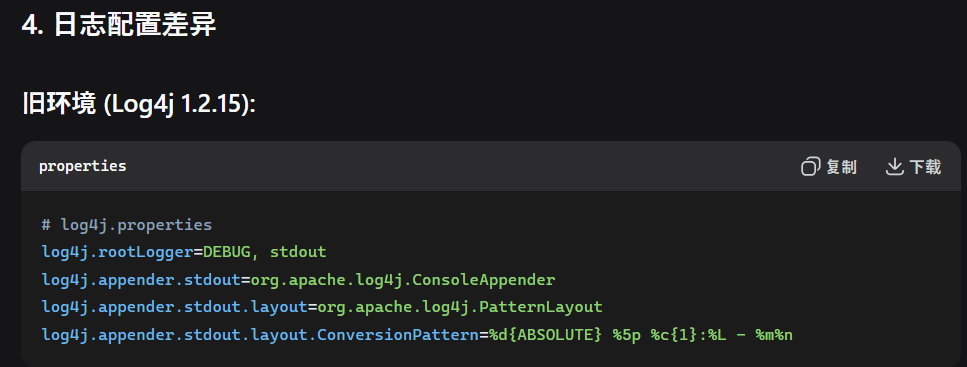 4. 日志配置差异
旧环境 (Log4j 1.2.15):
properties 复制 下载
# log4j.properties
log4j.rootLogger=DEBUG, stdout
log4j.appender.stdout=org.apache.log4j.ConsoleAppender
log4j.appender.stdout.layout=org.apache.log4j.PatternLayout
log4j.appender.stdout.layout.ConversionPattern=%d{ABSOLUTE} %5p %c{1}:%L - %m%n